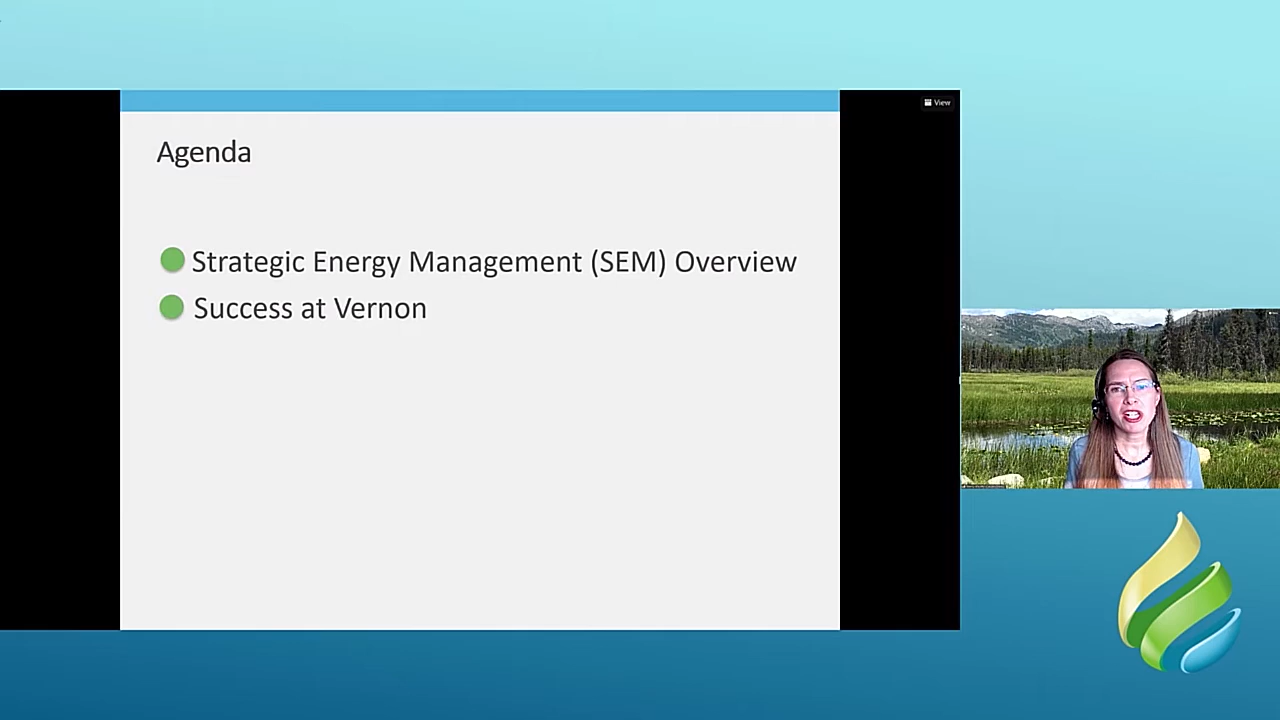 View
Agenda
Strategic Energy Management (SEM) Overview
Success at Vernon